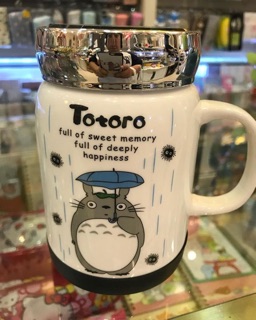 Totoro
full of sweet memory
full of deeply
happiness